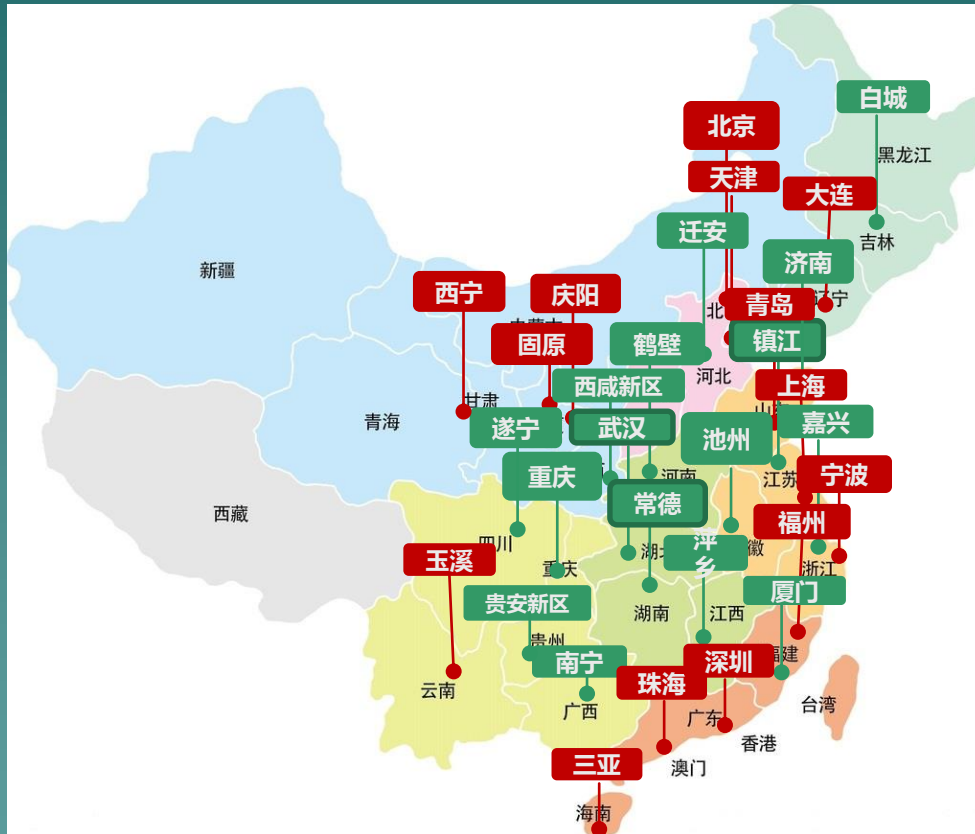 白城
北京
黑龙江
天津
大连
迁安
吉林
济南
新疆
西宁
庆阳
青岛
辽宁
固原
鹤壁
镇江
河北
西咸新区
上海
甘肃
青海
遂宁
武汉
池州
嘉兴
重庆
河南
江苏
宁波
常德
西藏
福州
四川
玉溪
萍乡
重庆
浙江
贵安新区
湖南
江西
厦门
贵州
南宁
深圳
福建
云南
珠海
广西
广东
台湾
香港
三亚
澳门
海南